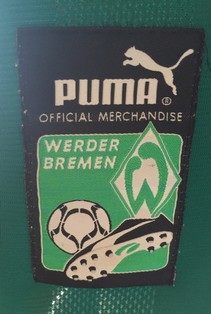 PUMA®
OFFICIAL MERCHANDISE
WERDER
BREMEN
W